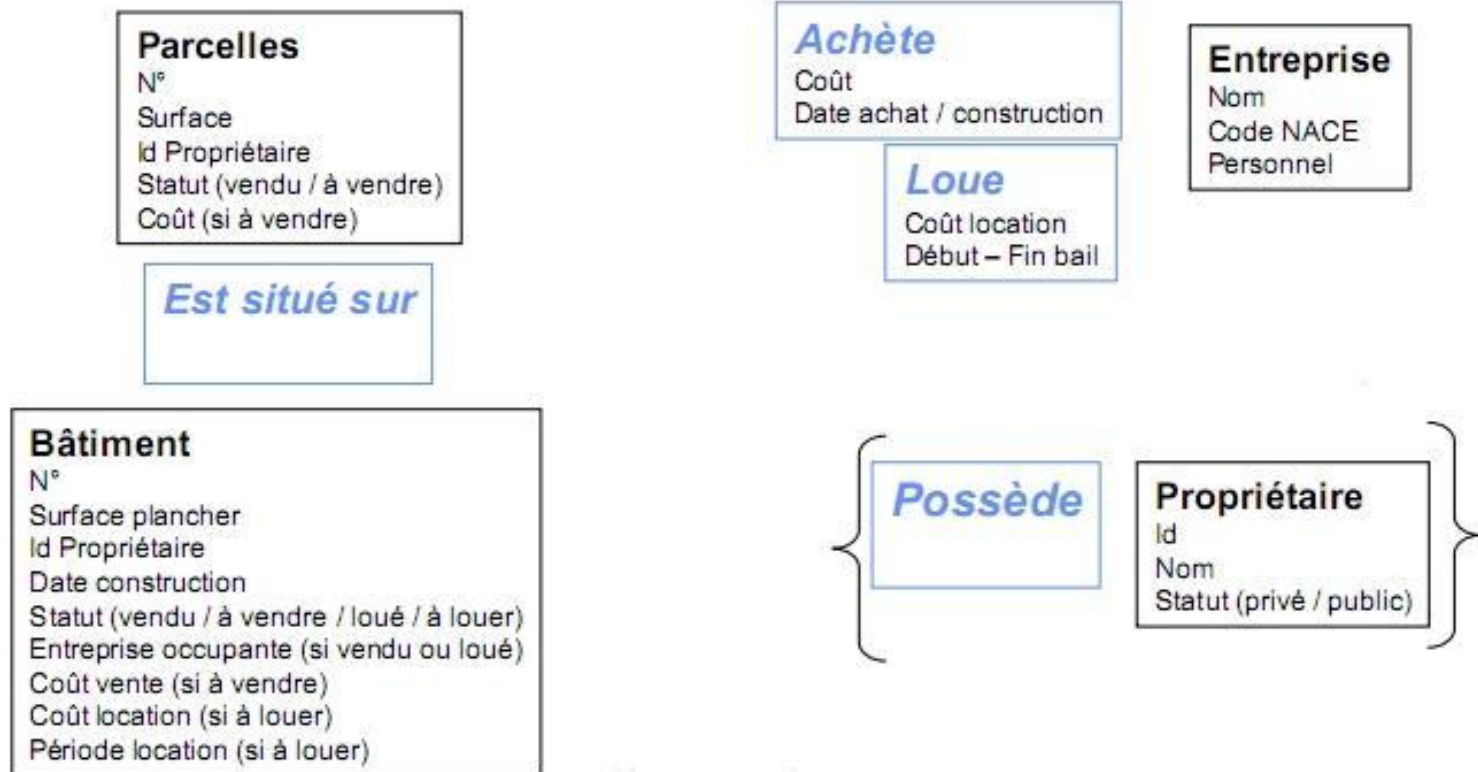 Parcelles
N°
Surface
Id Propriétaire
Statut (vendu / à vendre)
Coût (si à vendre)
Est situé sur
Bâtiment
N°
Surface plancher
Id Propriétaire
Date construction
Statut (vendu / à vendre / loué / à louer)
Entreprise occupante (si vendu ou loué)
Coût vente (si à vendre)
Coût location (si à louer)
Période location (si à louer)
Achète
Coût
Date achat / construction
Loue
Coût location
Début – Fin bail
Entreprise
Nom
Code NACE
Personnel
Possède
Propriétaire
Id
Nom
Statut (privé / public)